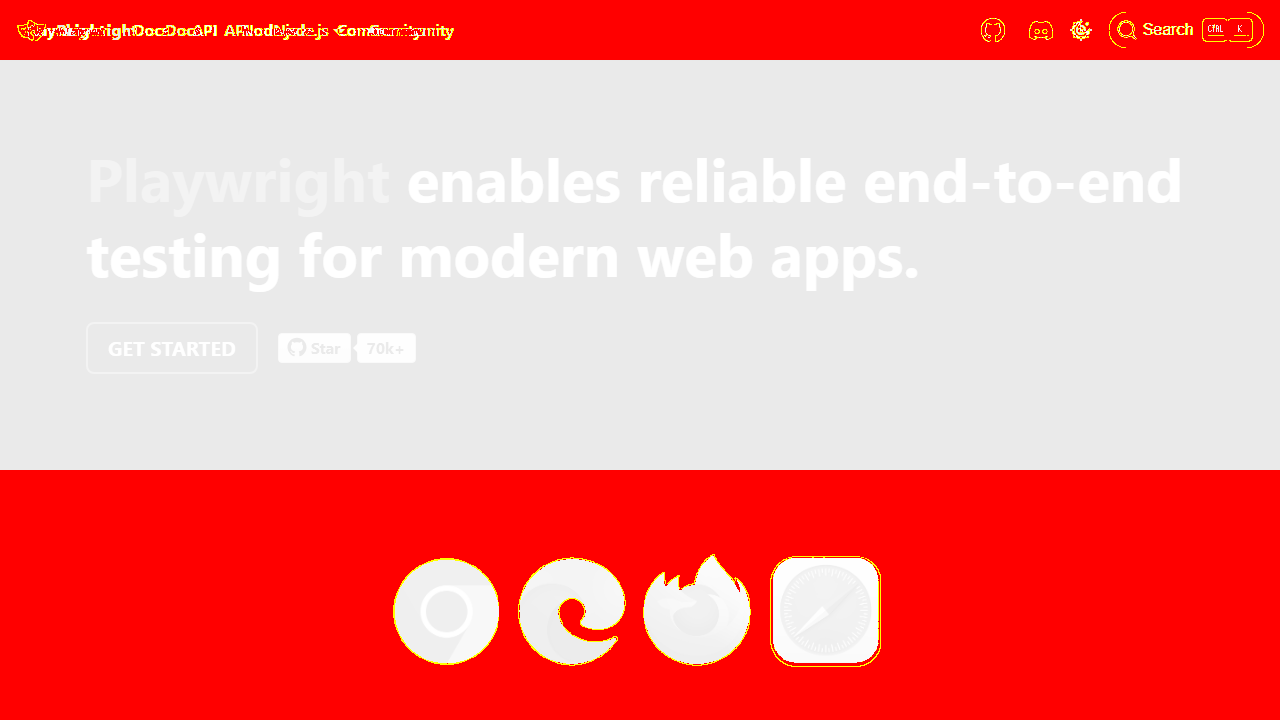 Playwright Docs API Node.js Community Search CTRL K
Playwright enables reliable end-to-end
testing for modern web apps.
GET STARTED Star 70k+